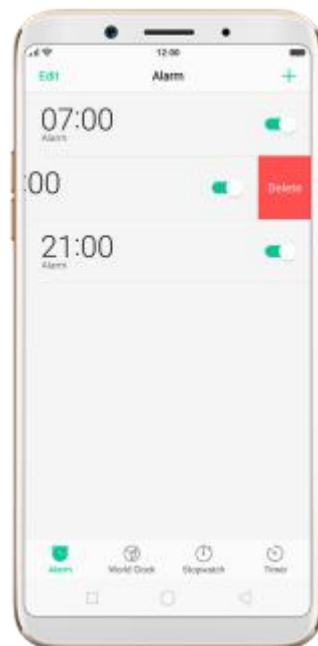 12:00
Edit Alarm +
07:00
Alarm
:00 Delete
21:00
Alarm
Alarm World Clock Stopwatch Timer